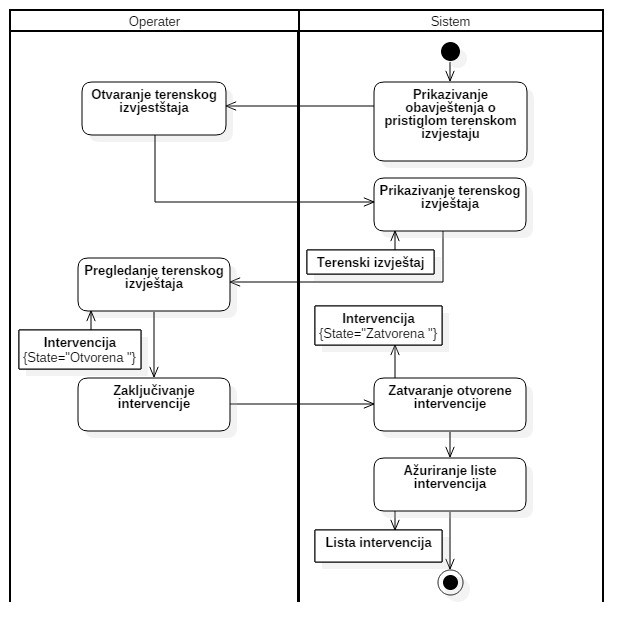 Operater
Sistem
Prikazivanje
obavještenja o
pristiglom terenskom
izvjestaju
Otvaranje terenskog
izvjestštaja
Prikazivanje terenskog
izvještaja
Terenski izvještaj
Pregledanje terenskog
izvještaja
Intervencija
{State="Otvorena "}
Zaključivanje
intervencije
Intervencija
{State="Zatvorena "}
Zatvaranje otvorene
intervencije
Ažuriranje liste
intervencija
Lista intervencija